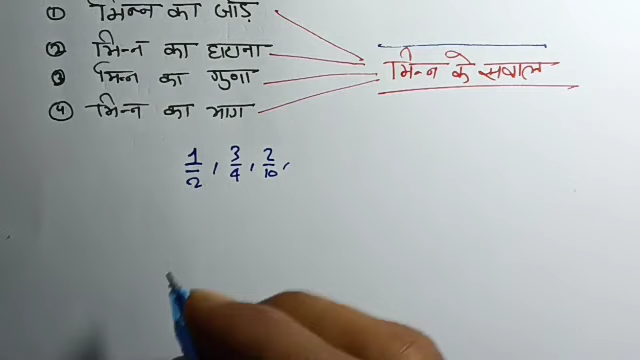 ① भिन्न का जोड़
② भिन्न का घटाना
③ भिन्न का गुणा
④ भिन्न का भाग
भिन्न के सवाल
1/2, 3/4, 2/10,